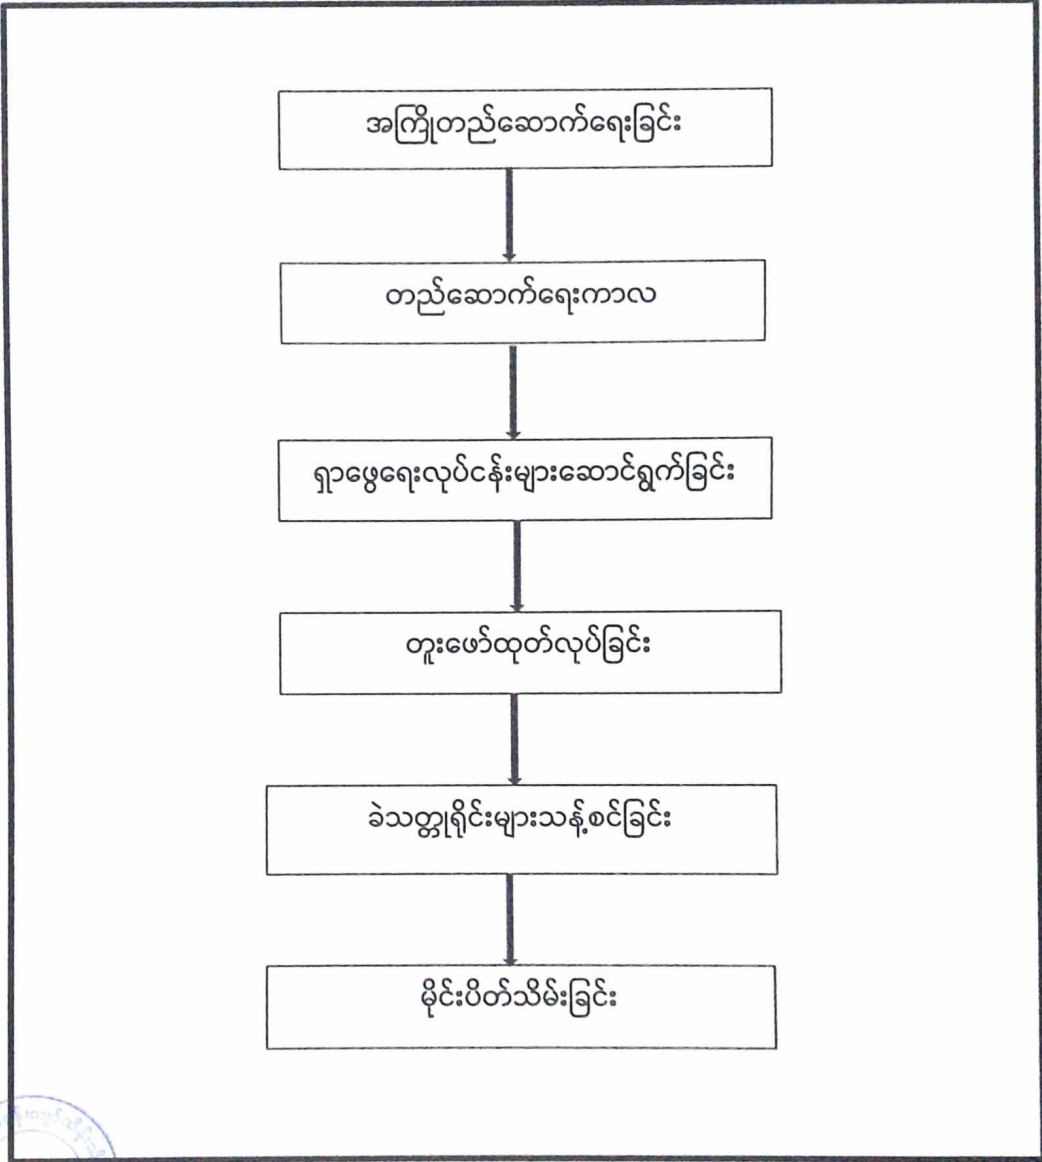 အကြိုတည်ဆောက်ရေးခြင်း
တည်ဆောက်ရေးကာလ
ရှာဖွေရေးလုပ်ငန်းများဆောင်ရွက်ခြင်း
တူးဖော်ထုတ်လုပ်ခြင်း
ခဲသတ္တုရိုင်းများသန့်စင်ခြင်း
မိုင်းပိတ်သိမ်းခြင်း